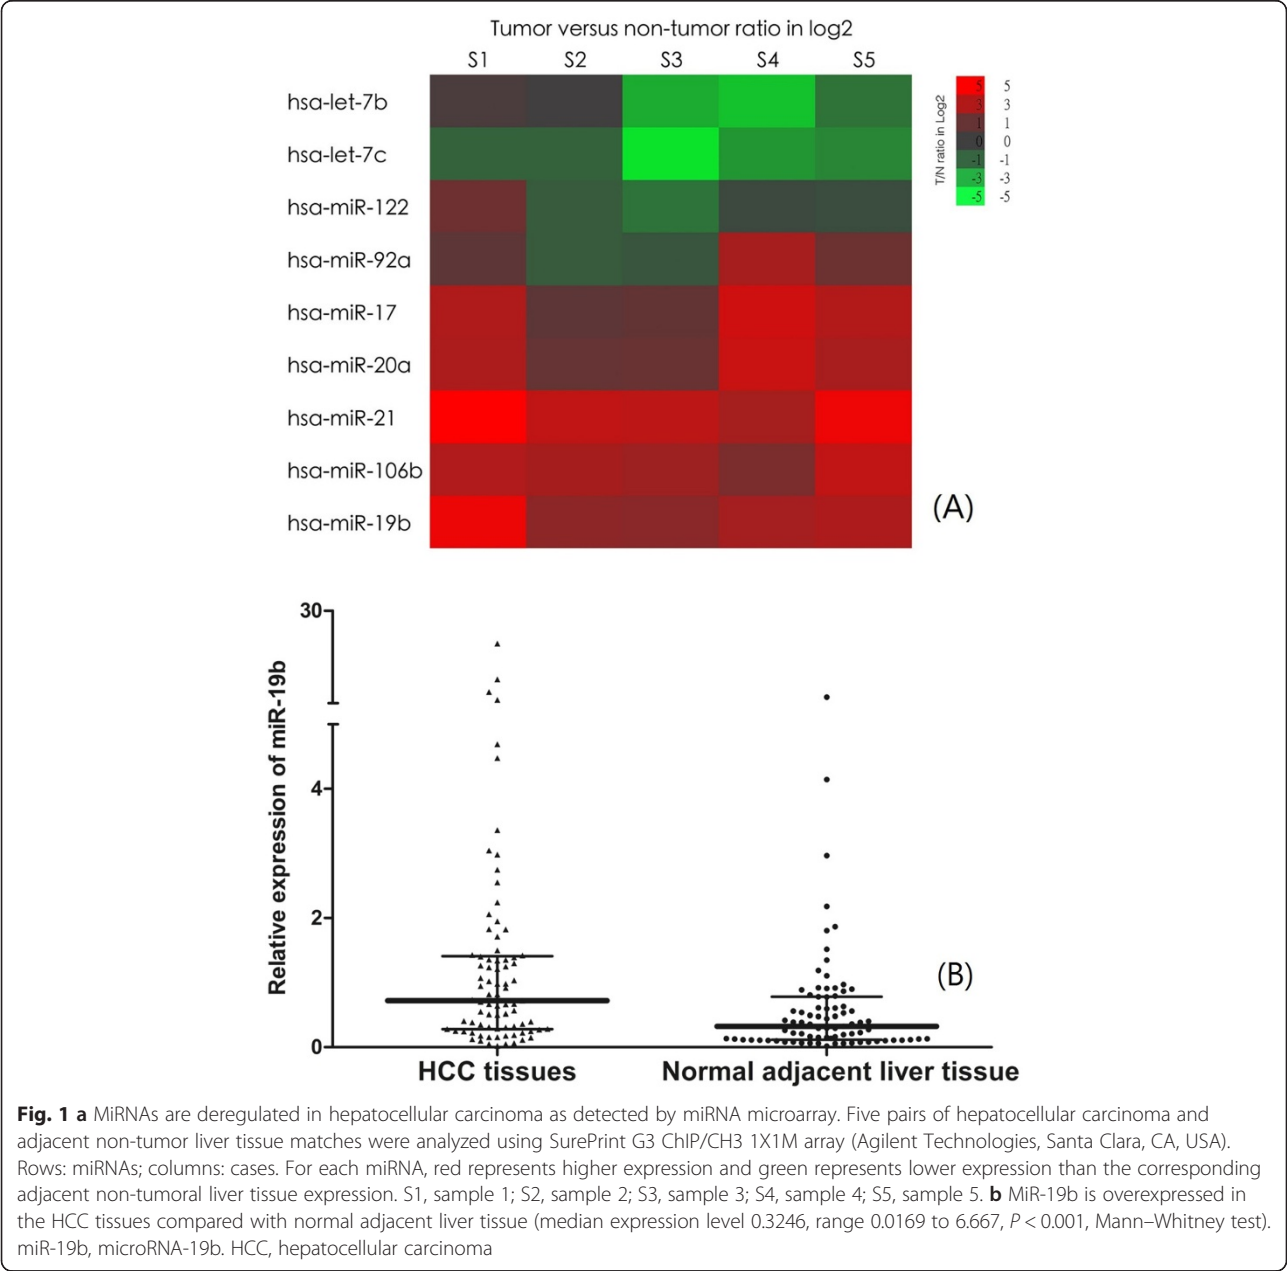 Tumor versus non-tumor ratio in log2
S1 S2 S3 S4 S5
hsa-let-7b
hsa-let-7c
hsa-miR-122
hsa-miR-92a
hsa-miR-17
hsa-miR-20a
hsa-miR-21
hsa-miR-106b
hsa-miR-19b
T/N ratio in Log2
5 5
3 3
1 1
0 0
-1 -1
-3 -3
-5 -5
(A)
Relative expression of miR-19b
30
4
2
0
(B)
HCC tissues Normal adjacent liver tissue
Fig. 1 a MiRNAs are deregulated in hepatocellular carcinoma as detected by miRNA microarray. Five pairs of hepatocellular carcinoma and
adjacent non-tumor liver tissue matches were analyzed using SurePrint G3 ChIP/CH3 1X1M array (Agilent Technologies, Santa Clara, CA, USA).
Rows: miRNAs; columns: cases. For each miRNA, red represents higher expression and green represents lower expression than the corresponding
adjacent non-tumoral liver tissue expression. S1, sample 1; S2, sample 2; S3, sample 3; S4, sample 4; S5, sample 5. b MiR-19b is overexpressed in
the HCC tissues compared with normal adjacent liver tissue (median expression level 0.3246, range 0.0169 to 6.667, P < 0.001, Mann–Whitney test).
miR-19b, microRNA-19b. HCC, hepatocellular carcinoma